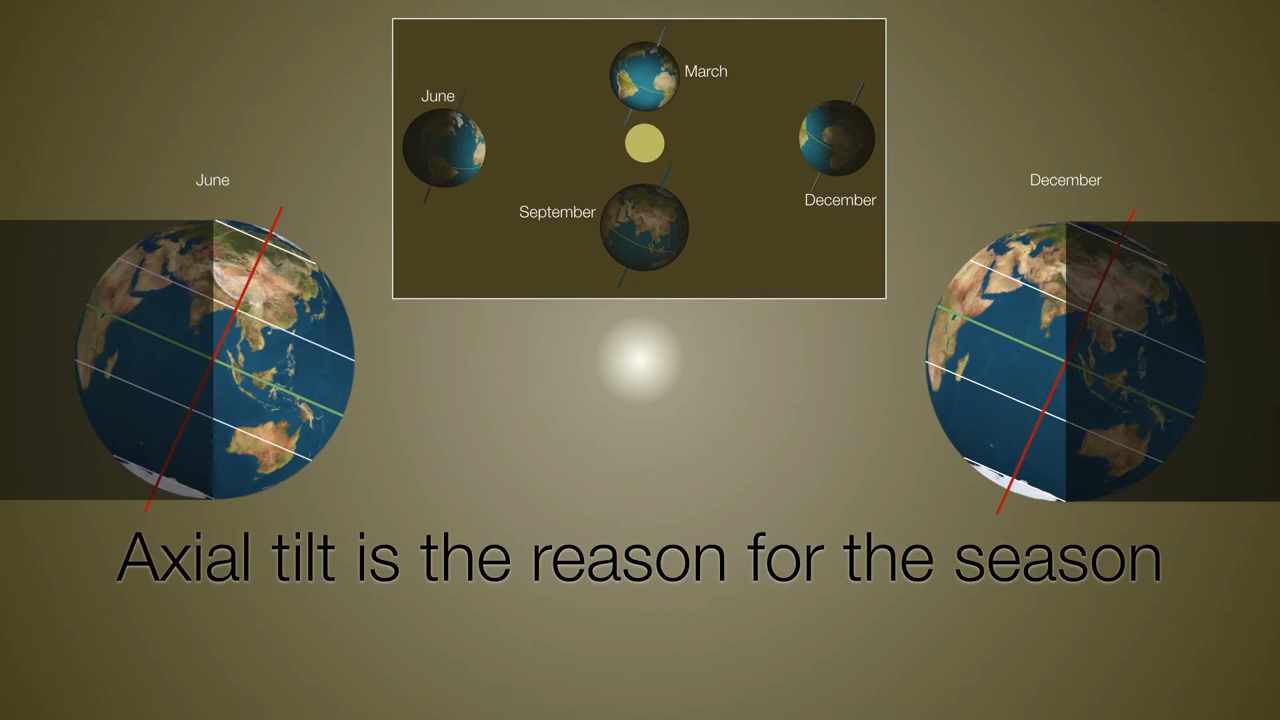 March
June
December
September
June
December
Axial tilt is the reason for the season